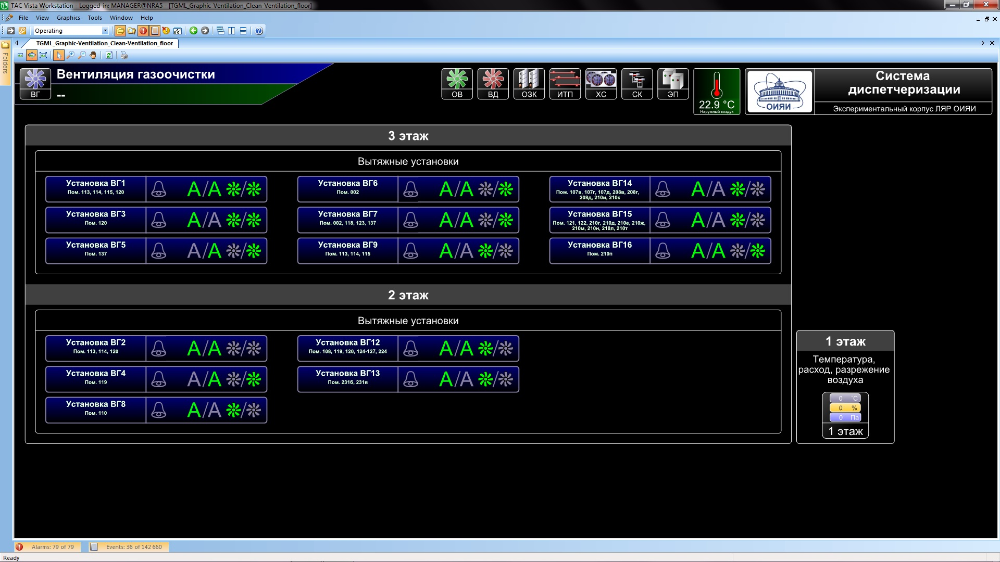 TAC Vista Workstation - Logged-in: MANAGER@NRA5 - [TGML_Graphic-Ventilation_Clean-Ventilation_floor]
File View Graphics Tools Window Help
Operating
TGML_Graphic-Ventilation_Clean-Ventilation_floor
Folders
ВГ
Вентиляция газоочистки
--
ОВ
ВД
ОЗК
ИТП
ХС
СК
ЭП
22.9 °C
Наружный воздух
ОИЯИ
Система
диспетчеризации
Экспериментальный корпус ЛЯР ОИЯИ
3 этаж
Вытяжные установки
Установка ВГ1
Пом. 113, 114, 115, 120
A/A
Установка ВГ6
Пом. 002
A/A
Установка ВГ14
Пом. 107в, 107г, 107д, 208в, 208г,
208д, 210и, 210к
A/A
Установка ВГ3
Пом. 120
A/A
Установка ВГ7
Пом. 002, 118, 123, 137
A/A
Установка ВГ15
Пом. 121, 122, 210г, 210д, 210е, 210ж,
210м, 210н, 210л, 210т
A/A
Установка ВГ5
Пом. 137
A/A
Установка ВГ9
Пом. 113, 114, 115
A/A
Установка ВГ16
Пом. 210п
A/A
2 этаж
Вытяжные установки
Установка ВГ2
Пом. 113, 114, 120
A/A
Установка ВГ12
Пом. 108, 119, 120, 124-127, 224
A/A
Установка ВГ4
Пом. 119
A/A
Установка ВГ13
Пом. 231б, 231в
A/A
Установка ВГ8
Пом. 110
A/A
1 этаж
Температура,
расход, разрежение
воздуха
0 °C
0 %
0 Па
1 этаж
Alarms: 79 of 79
Events: 36 of 142 660
Ready